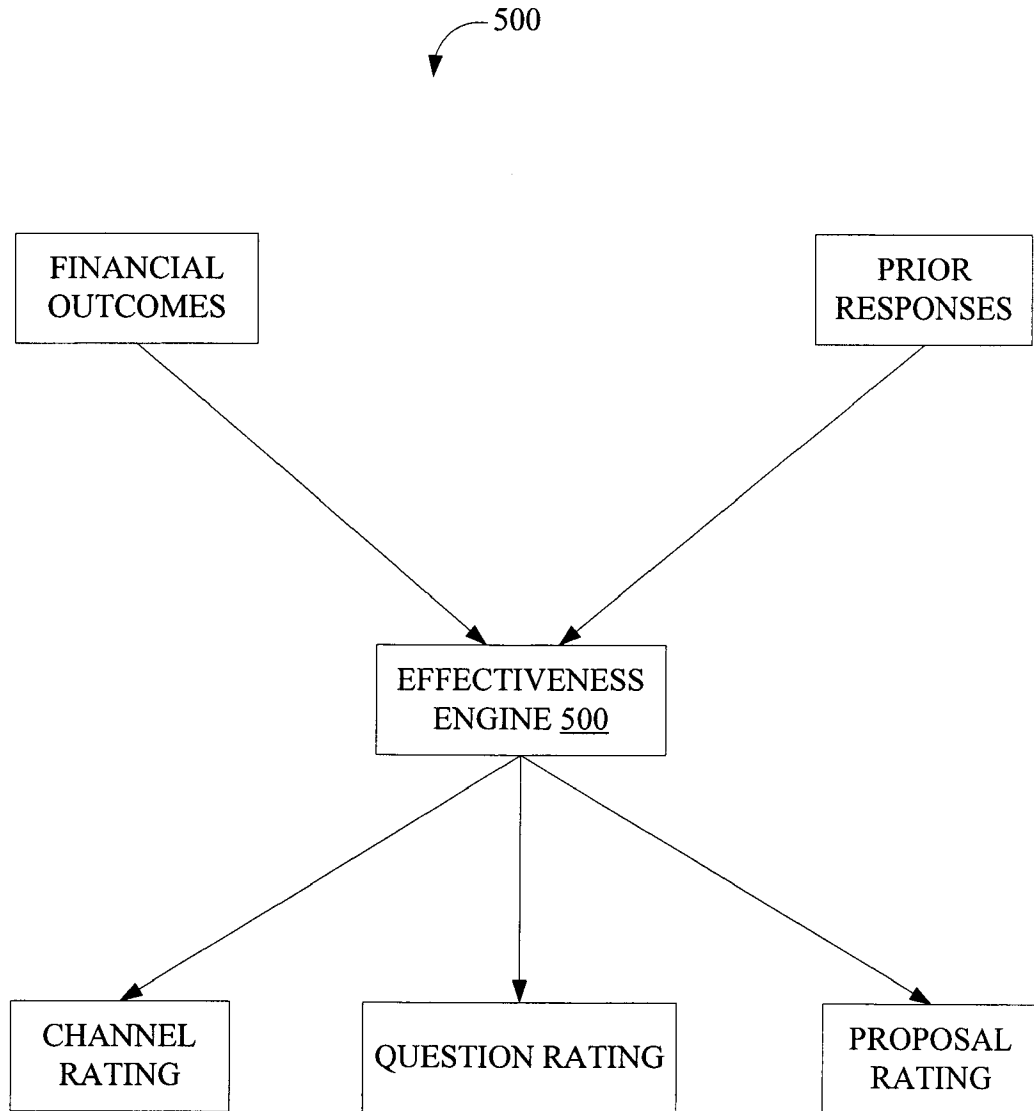 500
FINANCIAL
OUTCOMES
PRIOR
RESPONSES
EFFECTIVENESS
ENGINE 500
CHANNEL
RATING
QUESTION RATING
PROPOSAL
RATING